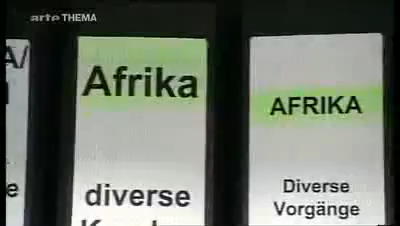 arte THEMA
A/
Afrika
diverse
AFRIKA
Diverse
Vorgänge